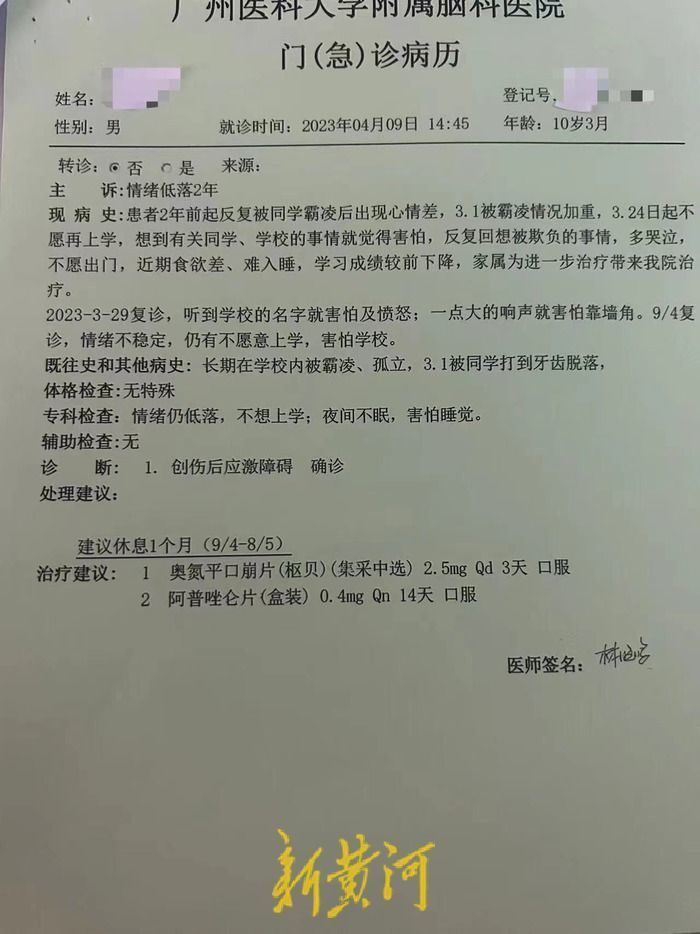 广州医科大学附属脑科医院
门(急)诊病历
姓名:
登记号
性别: 男 就诊时间: 2023年04月09日 14:45 年龄: 10岁3月
转诊: 否 是 来源:
主 诉:情绪低落2年
现 病 史:患者2年前起反复被同学霸凌后出现心情差，3.1被霸凌情况加重，3.24日起不
愿再上学，想到有关同学、学校的事情就觉得害怕，反复回想被欺负的事情，多哭泣，
不愿出门，近期食欲差、难入睡，学习成绩较前下降，家属为进一步治疗带来我院治
疗。
2023-3-29复诊，听到学校的名字就害怕及愤怒；一点大的响声就害怕靠墙角。9/4复
诊，情绪不稳定，仍有不愿意上学，害怕学校。
既往史和其他病史: 长期在学校内被霸凌、孤立，3.1被同学打到牙齿脱落，
体格检查:无特殊
专科检查: 情绪仍低落，不想上学；夜间不眠，害怕睡觉。
辅助检查:无
诊 断: 1. 创伤后应激障碍 确诊
处理建议:
建议休息1个月（9/4-8/5）
治疗建议: 1 奥氮平口崩片(枢贝)(集采中选) 2.5mg Qd 3天 口服
2 阿普唑仑片(盒装) 0.4mg Qn 14天 口服
医师签名:
新黄河